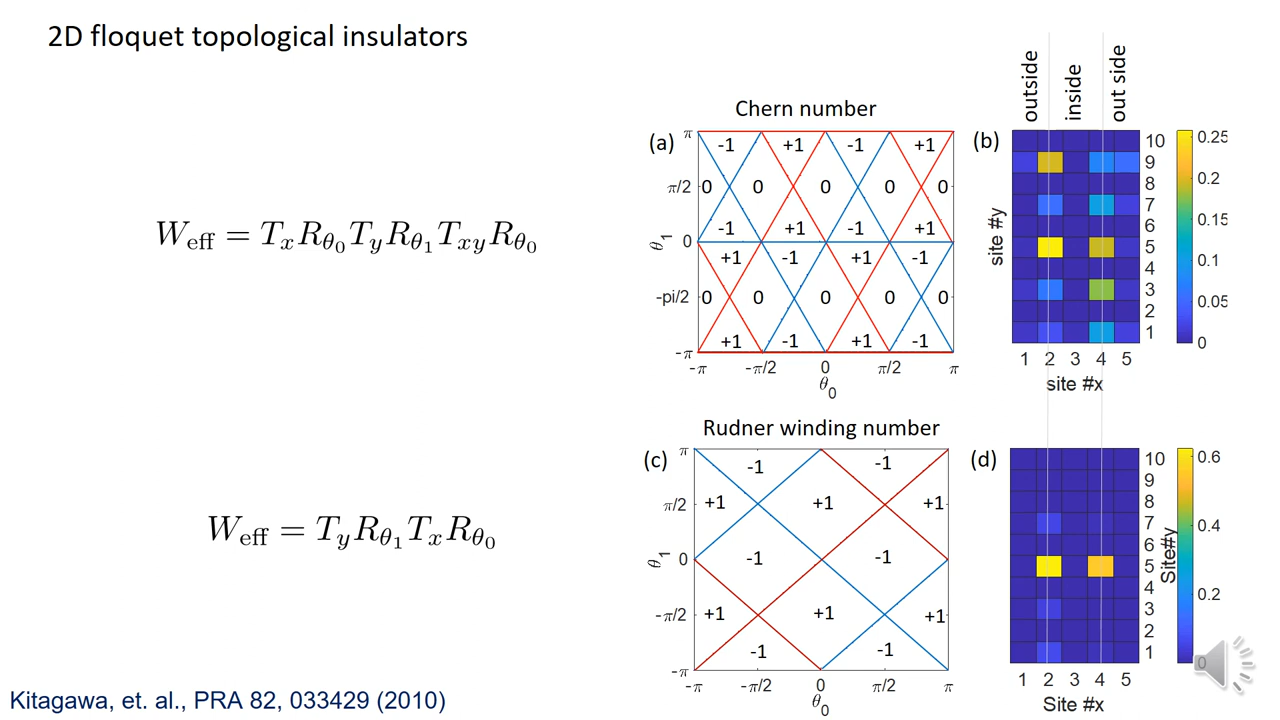 2D floquet topological insulators
W_eff = T_x R_θ0 T_y R_θ1 T_xy R_θ0
W_eff = T_y R_θ1 T_x R_θ0
Kitagawa, et. al., PRA 82, 033429 (2010)
Chern number
(a)
π
π/2
0
-pi/2
-π
θ1
-1 +1 -1 +1
0 0 0 0 0
-1 +1 -1 +1
+1 -1 +1 -1
0 0 0 0 0
+1 -1 +1 -1
-π -π/2 0 π/2 π
θ0
outside
inside
out side
(b)
site #y
10
9
8
7
6
5
4
3
2
1
1 2 3 4 5
site #x
0.25
0.2
0.15
0.1
0.05
0
Rudner winding number
(c)
π
π/2
0
-π/2
-π
θ1
-1 -1
+1 +1 +1
-1 -1
+1 +1 +1
-1 -1
-π -π/2 0 π/2 π
θ0
(d)
10
9
8
7
6
5
4
3
2
1
Site#y
1 2 3 4 5
Site #x
0.6
0.4
0.2
0